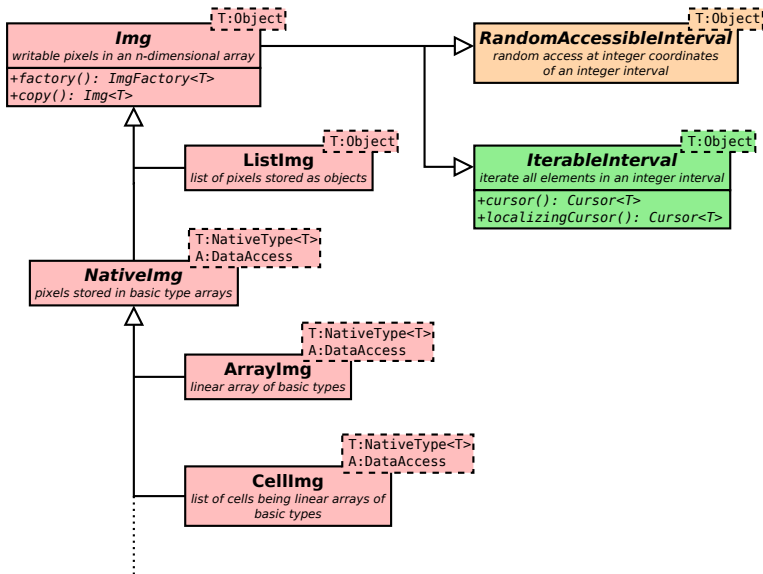 T:Object
Img
writable pixels in an n-dimensional array
+factory(): ImgFactory<T>
+copy(): Img<T>
T:Object
RandomAccessibleInterval
random access at integer coordinates
of an integer interval
T:Object
ListImg
list of pixels stored as objects
T:Object
IterableInterval
iterate all elements in an integer interval
+cursor(): Cursor<T>
+localizingCursor(): Cursor<T>
T:NativeType<T>
A:DataAccess
NativeImg
pixels stored in basic type arrays
T:NativeType<T>
A:DataAccess
ArrayImg
linear array of basic types
T:NativeType<T>
A:DataAccess
CellImg
list of cells being linear arrays of
basic types